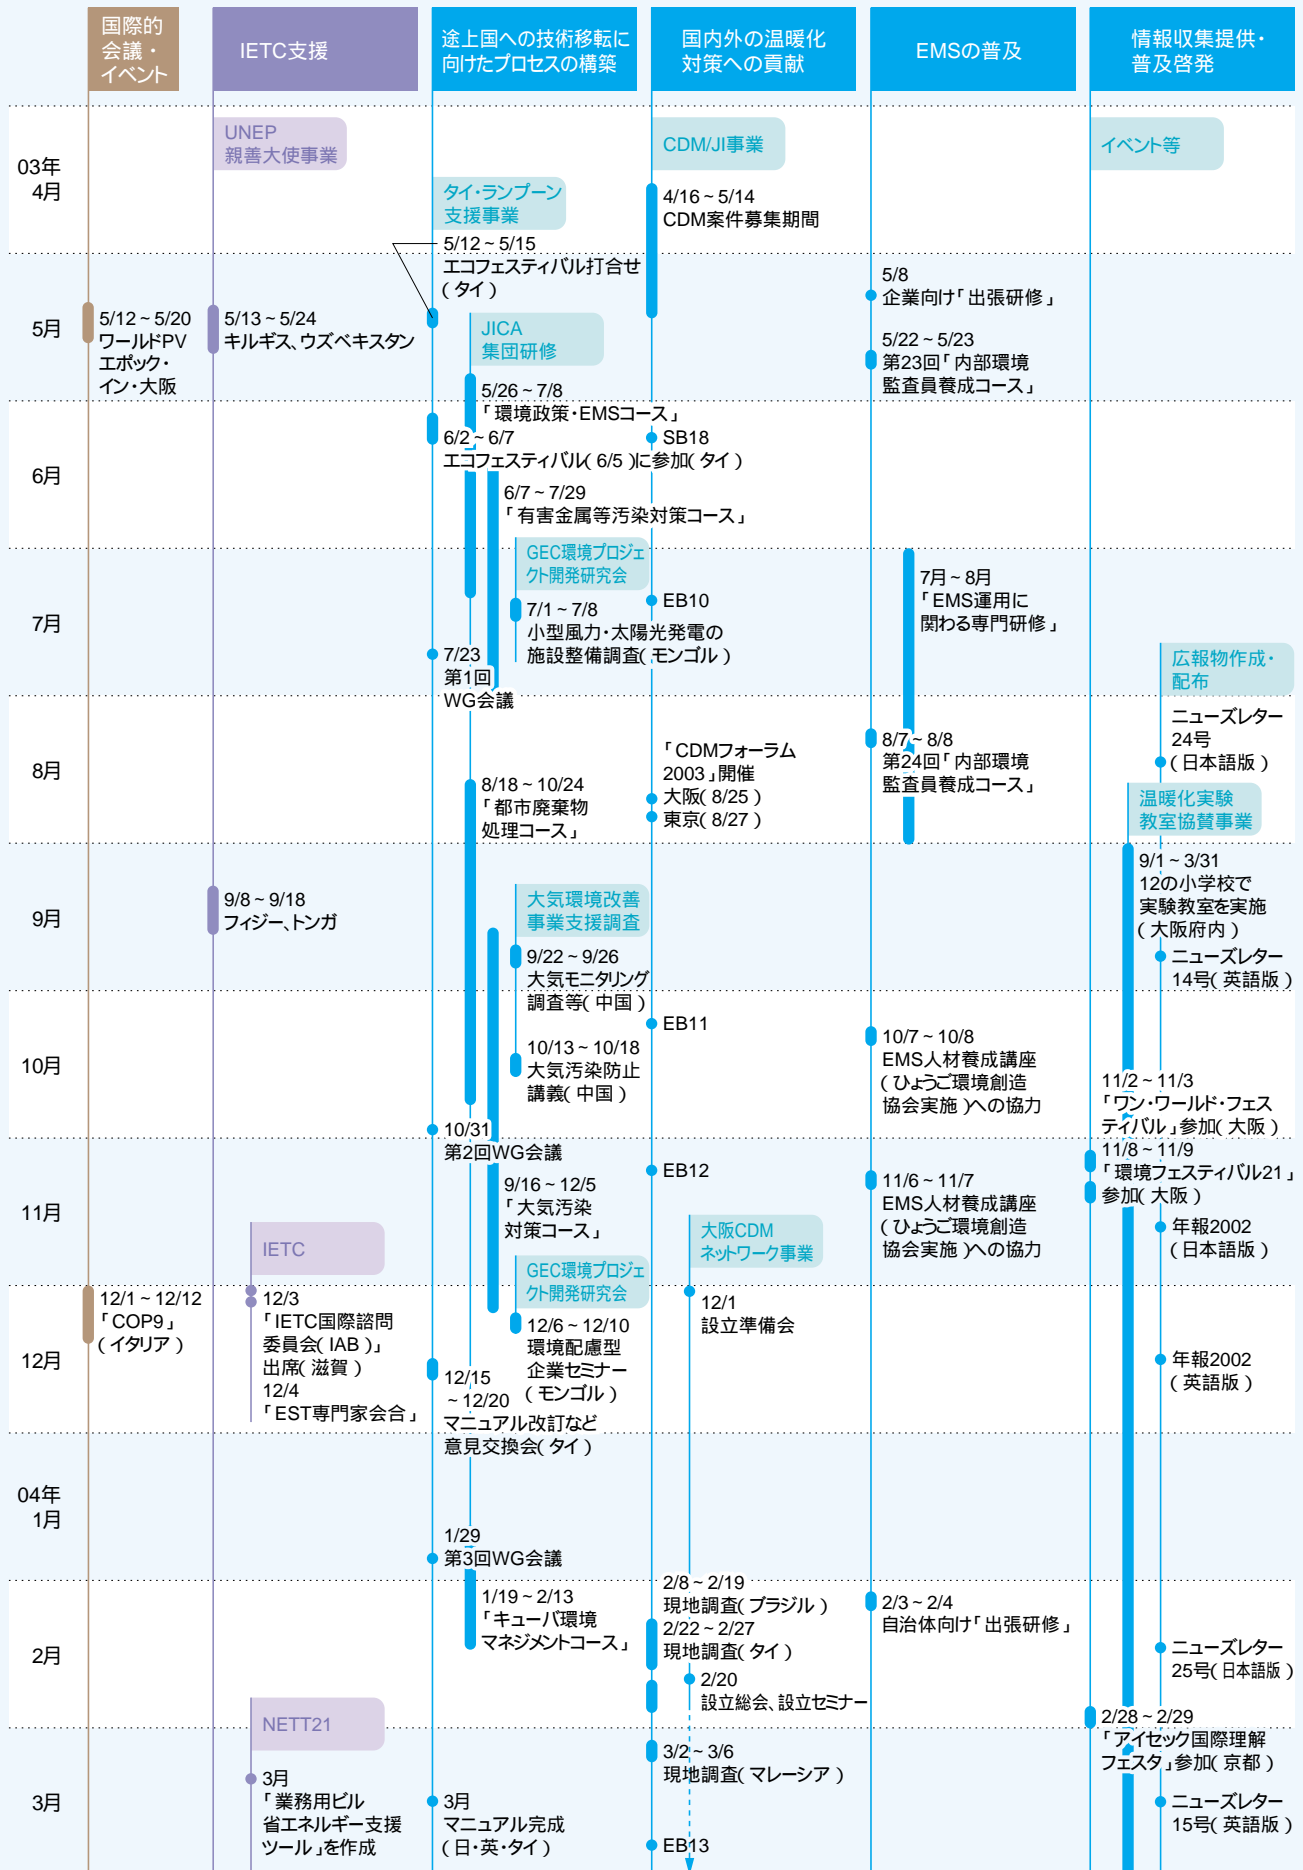 国際的
会議・
イベント
IETC支援
途上国への技術移転に
向けたプロセスの構築
国内外の温暖化
対策への貢献
EMSの普及
情報収集提供・
普及啓発
03年
4月
UNEP
親善大使事業
タイ・ランプーン
支援事業
5/12~5/15
エコフェスティバル打合せ
(タイ)
CDM/JI事業
4/16~5/14
CDM案件募集期間
イベント等
5月
5/12~5/20
ワールドPV
エポック・
イン・大阪
5/13~5/24
キルギス、ウズベキスタン
JICA
集団研修
5/26~7/8
「環境政策・EMSコース」
5/8
企業向け「出張研修」
5/22~5/23
第23回「内部環境
監査員養成コース」
6月
6/2~6/7
エコフェスティバル(6/5)に参加(タイ)
6/7~7/29
「有害金属等汚染対策コース」
SB18
7月
GEC環境プロジェ
クト開発研究会
7/1~7/8
小型風力・太陽光発電の
施設整備調査(モンゴル)
7/23
第1回
WG会議
EB10
7月~8月
「EMS運用に
関わる専門研修」
広報物作成・
配布
8月
8/18~10/24
「都市廃棄物
処理コース」
「CDMフォーラム
2003」開催
大阪(8/25)
東京(8/27)
8/7~8/8
第24回「内部環境
監査員養成コース」
ニューズレター
24号
(日本語版)
温暖化実験
教室協賛事業
9月
9/8~9/18
フィジー、トンガ
大気環境改善
事業支援調査
9/22~9/26
大気モニタリング
調査等(中国)
9/1~3/31
12の小学校で
実験教室を実施
(大阪府内)
ニューズレター
14号(英語版)
10月
10/13~10/18
大気汚染防止
講義(中国)
10/31
第2回WG会議
EB11
10/7~10/8
EMS人材養成講座
(ひょうご環境創造
協会実施)への協力
11/2~11/3
「ワン・ワールド・フェス
ティバル」参加(大阪)
11月
9/16~12/5
「大気汚染
対策コース」
EB12
大阪CDM
ネットワーク事業
11/6~11/7
EMS人材養成講座
(ひょうご環境創造
協会実施)への協力
11/8~11/9
「環境フェスティバル21」
参加(大阪)
年報2002
(日本語版)
IETC
GEC環境プロジェ
クト開発研究会
12月
12/1~12/12
「COP9」
(イタリア)
12/3
「IETC国際諮問
委員会(IAB)」
出席(滋賀)
12/4
「EST専門家会合」
12/6~12/10
環境配慮型
企業セミナー
(モンゴル)
12/15
~12/20
マニュアル改訂など
意見交換会(タイ)
12/1
設立準備会
年報2002
(英語版)
04年
1月
1/29
第3回WG会議
2月
1/19~2/13
「キューバ環境
マネジメントコース」
2/8~2/19
現地調査(ブラジル)
2/22~2/27
現地調査(タイ)
2/20
設立総会、設立セミナー
2/3~2/4
自治体向け「出張研修」
ニューズレター
25号(日本語版)
3月
NETT21
3月
「業務用ビル
省エネルギー支援
ツール」を作成
3月
マニュアル完成
(日・英・タイ)
3/2~3/6
現地調査(マレーシア)
EB13
2/28~2/29
「アイセック国際理解
フェスタ」参加(京都)
ニューズレター
15号(英語版)